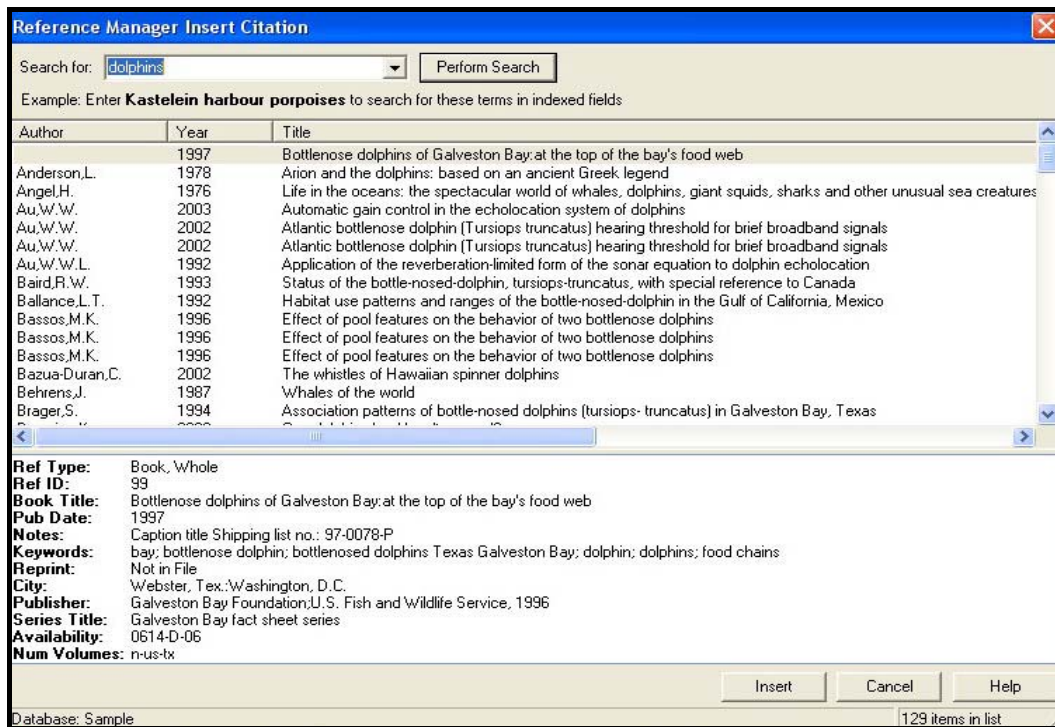 Reference Manager Insert Citation
Search for: dolphins Perform Search
Example: Enter Kastelein harbour porpoises to search for these terms in indexed fields
Author Year Title
1997 Bottlenose dolphins of Galveston Bay:at the top of the bay's food web
Anderson,L. 1978 Arion and the dolphins: based on an ancient Greek legend
Angel,H. 1976 Life in the oceans: the spectacular world of whales, dolphins, giant squids, sharks and other unusual sea creatures
Au,W.W. 2003 Automatic gain control in the echolocation system of dolphins
Au,W.W. 2002 Atlantic bottlenose dolphin (Tursiops truncatus) hearing threshold for brief broadband signals
Au,W.W. 2002 Atlantic bottlenose dolphin (Tursiops truncatus) hearing threshold for brief broadband signals
Au,W.W.L. 1992 Application of the reverberation-limited form of the sonar equation to dolphin echolocation
Baird,R.W. 1993 Status of the bottle-nosed-dolphin, tursiops-truncatus, with special reference to Canada
Ballance,L.T. 1992 Habitat use patterns and ranges of the bottle-nosed-dolphin in the Gulf of California, Mexico
Bassos,M.K. 1996 Effect of pool features on the behavior of two bottlenose dolphins
Bassos,M.K. 1996 Effect of pool features on the behavior of two bottlenose dolphins
Bassos,M.K. 1996 Effect of pool features on the behavior of two bottlenose dolphins
Bazua-Duran,C. 2002 The whistles of Hawaiian spinner dolphins
Behrens,J. 1987 Whales of the world
Brager,S. 1994 Association patterns of bottle-nosed dolphins (tursiops- truncatus) in Galveston Bay, Texas
Ref Type: Book, Whole
Ref ID: 99
Book Title: Bottlenose dolphins of Galveston Bay:at the top of the bay's food web
Pub Date: 1997
Notes: Caption title Shipping list no.: 97-0078-P
Keywords: bay; bottlenose dolphin; bottlenosed dolphins Texas Galveston Bay; dolphin; dolphins; food chains
Reprint: Not in File
City: Webster, Tex.:Washington, D.C.
Publisher: Galveston Bay Foundation;U.S. Fish and Wildlife Service, 1996
Series Title: Galveston Bay fact sheet series
Availability: 0614-D-06
Num Volumes: n-us-tx
Insert Cancel Help
Database: Sample 129 items in list